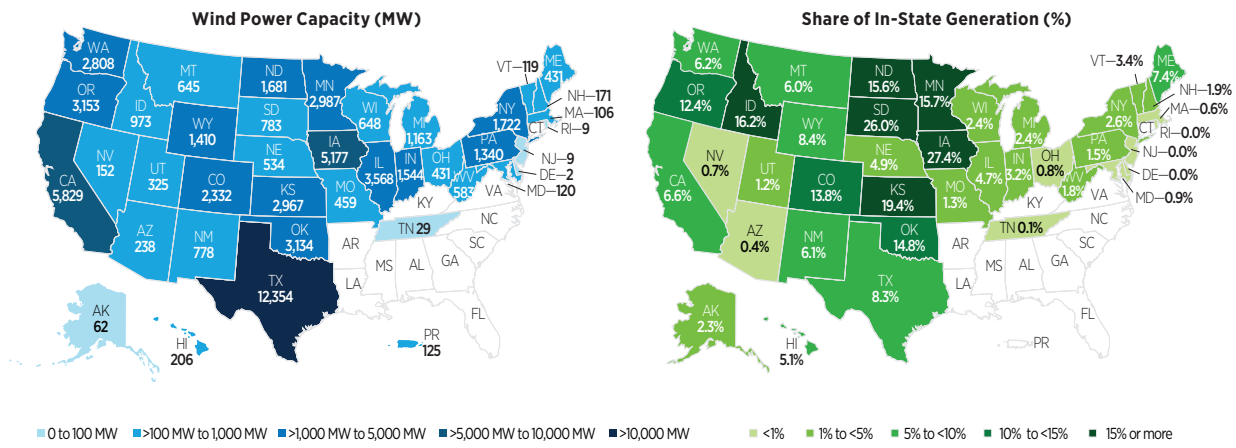 Wind Power Capacity (MW)
WA
2,808
OR
3,153
CA
5,829
NV
152
ID
973
MT
645
WY
1,410
UT
325
AZ
238
CO
2,332
NM
778
ND
1,681
SD
783
NE
534
KS
2,967
OK
3,134
TX
12,354
MN
2,987
IA
5,177
MO
459
AR
LA
WI
648
IL
3,568
MI
1,163
IN
1,544
OH
431
KY
TN 29
MS
AL
GA
FL
SC
NC
VA
WV
583
PA
1,340
NY
1,722
VT—119
ME
431
NH—171
MA—106
CT
RI—9
NJ—9
DE—2
MD—120
AK
62
HI
206
PR
125
0 to 100 MW
>100 MW to 1,000 MW
>1,000 MW to 5,000 MW
>5,000 MW to 10,000 MW
>10,000 MW
Share of In-State Generation (%)
WA
6.2%
OR
12.4%
CA
6.6%
NV
0.7%
ID
16.2%
MT
6.0%
WY
8.4%
UT
1.2%
AZ
0.4%
CO
13.8%
NM
6.1%
ND
15.6%
SD
26.0%
NE
4.9%
KS
19.4%
OK
14.8%
TX
8.3%
MN
15.7%
IA
27.4%
MO
1.3%
AR
LA
WI
2.4%
IL
4.7%
MI
2.4%
IN
3.2%
OH
0.8%
KY
TN 0.1%
MS
AL
GA
FL
SC
NC
VA
WV
1.8%
PA
1.5%
NY
2.6%
VT—3.4%
ME
7.4%
NH—1.9%
MA—0.6%
CT
RI—0.0%
NJ—0.0%
DE—0.0%
MD—0.9%
AK
2.3%
HI
5.1%
PR
<1%
1% to <5%
5% to <10%
10% to <15%
15% or more